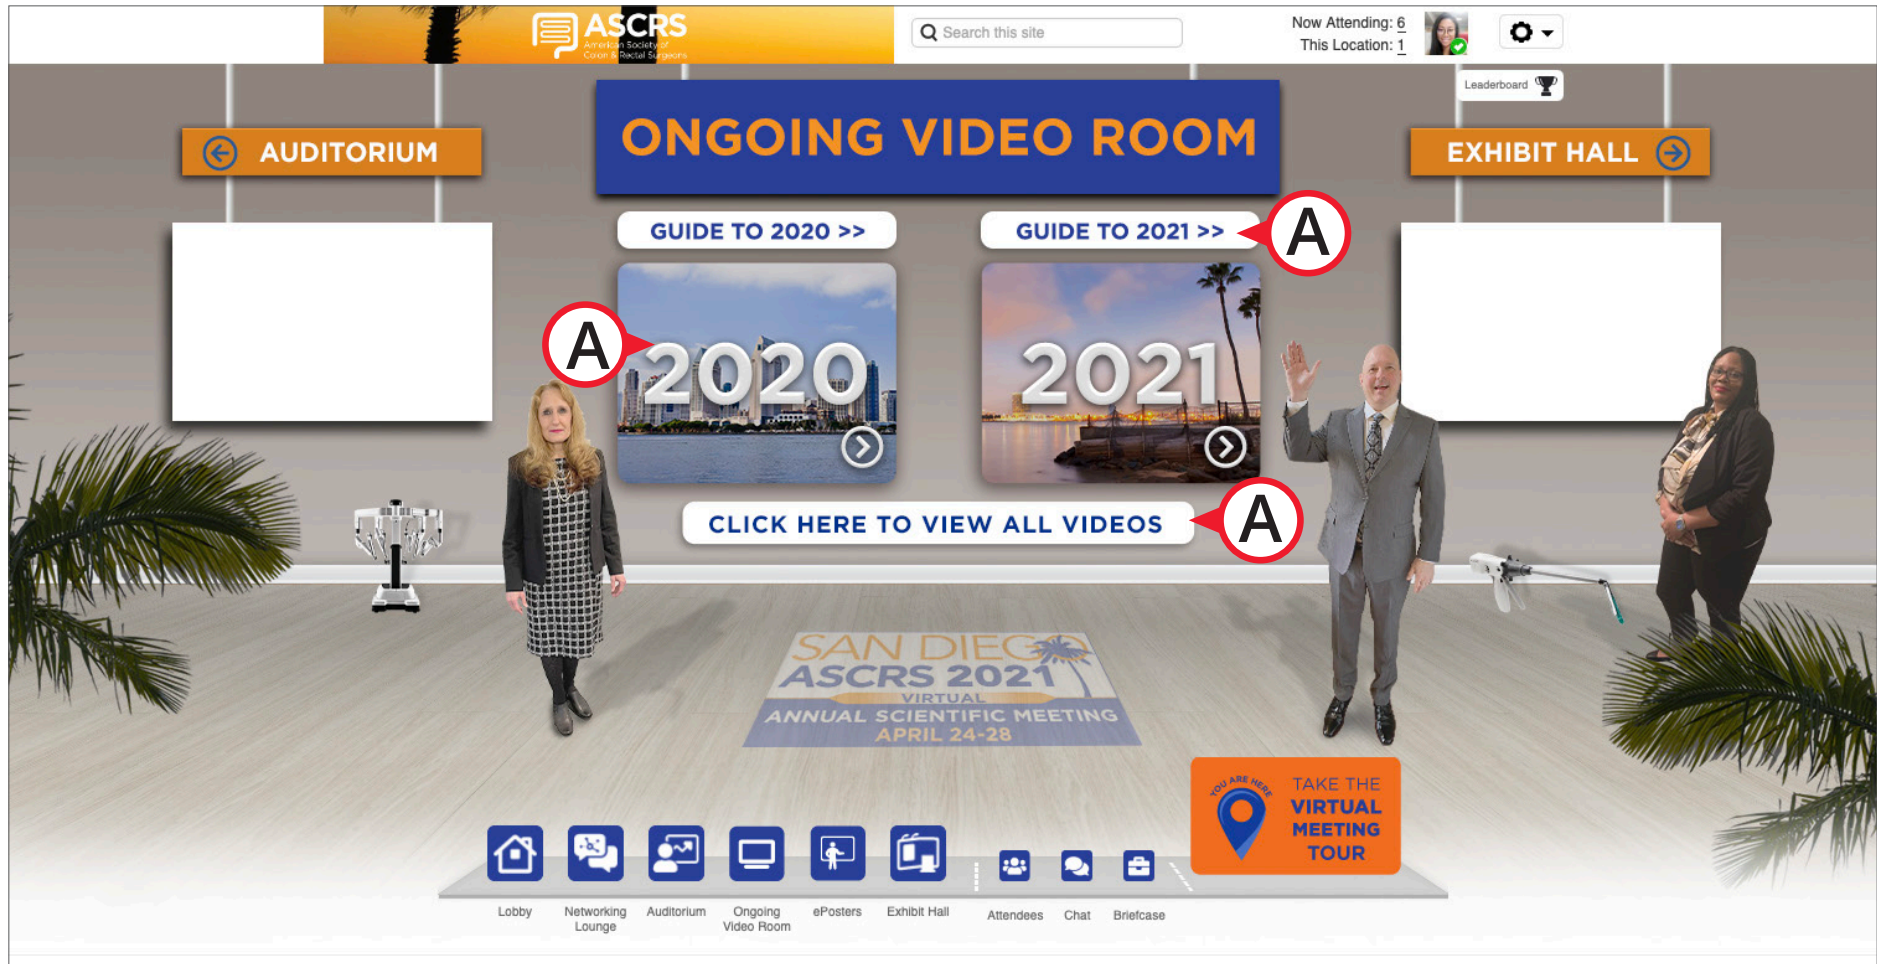 ASCRS
American Society of
Colon & Rectal Surgeons
Search this site
Now Attending: 6
This Location: 1
Leaderboard
AUDITORIUM
ONGOING VIDEO ROOM
EXHIBIT HALL
GUIDE TO 2020 >>
GUIDE TO 2021 >>
A
A
2020
2021
CLICK HERE TO VIEW ALL VIDEOS
A
SAN DIEGO
ASCRS 2021
VIRTUAL
ANNUAL SCIENTIFIC MEETING
APRIL 24-28
YOU ARE HERE
TAKE THE
VIRTUAL
MEETING
TOUR
Lobby
Networking
Lounge
Auditorium
Ongoing
Video Room
ePosters
Exhibit Hall
Attendees
Chat
Briefcase